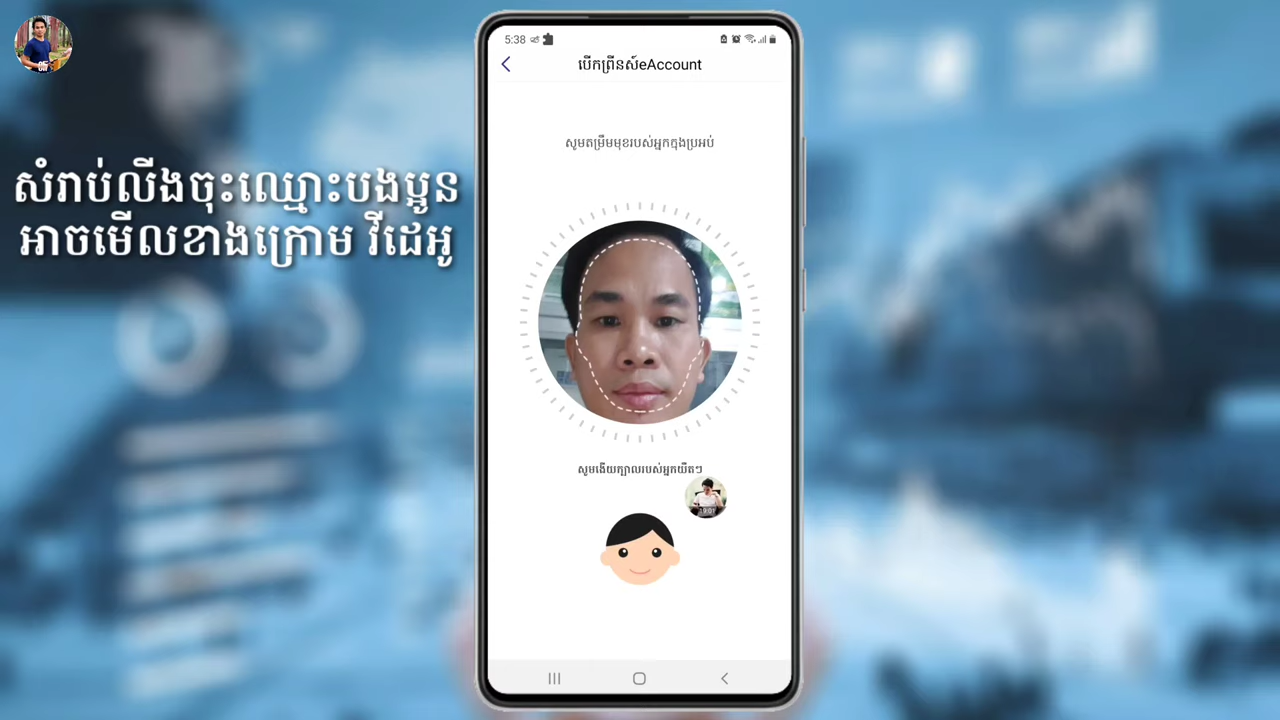 សំរាប់លីងចុះឈ្មោះបងប្អូន
អាចមើលខាងក្រោម វីដេអូ
5:38
បើកព្រីនស៍eAccount
សូមតម្រឹមមុខរបស់អ្នកក្នុងប្រអប់
សូមងើយក្បាលរបស់អ្នកយឺតៗ
19:01